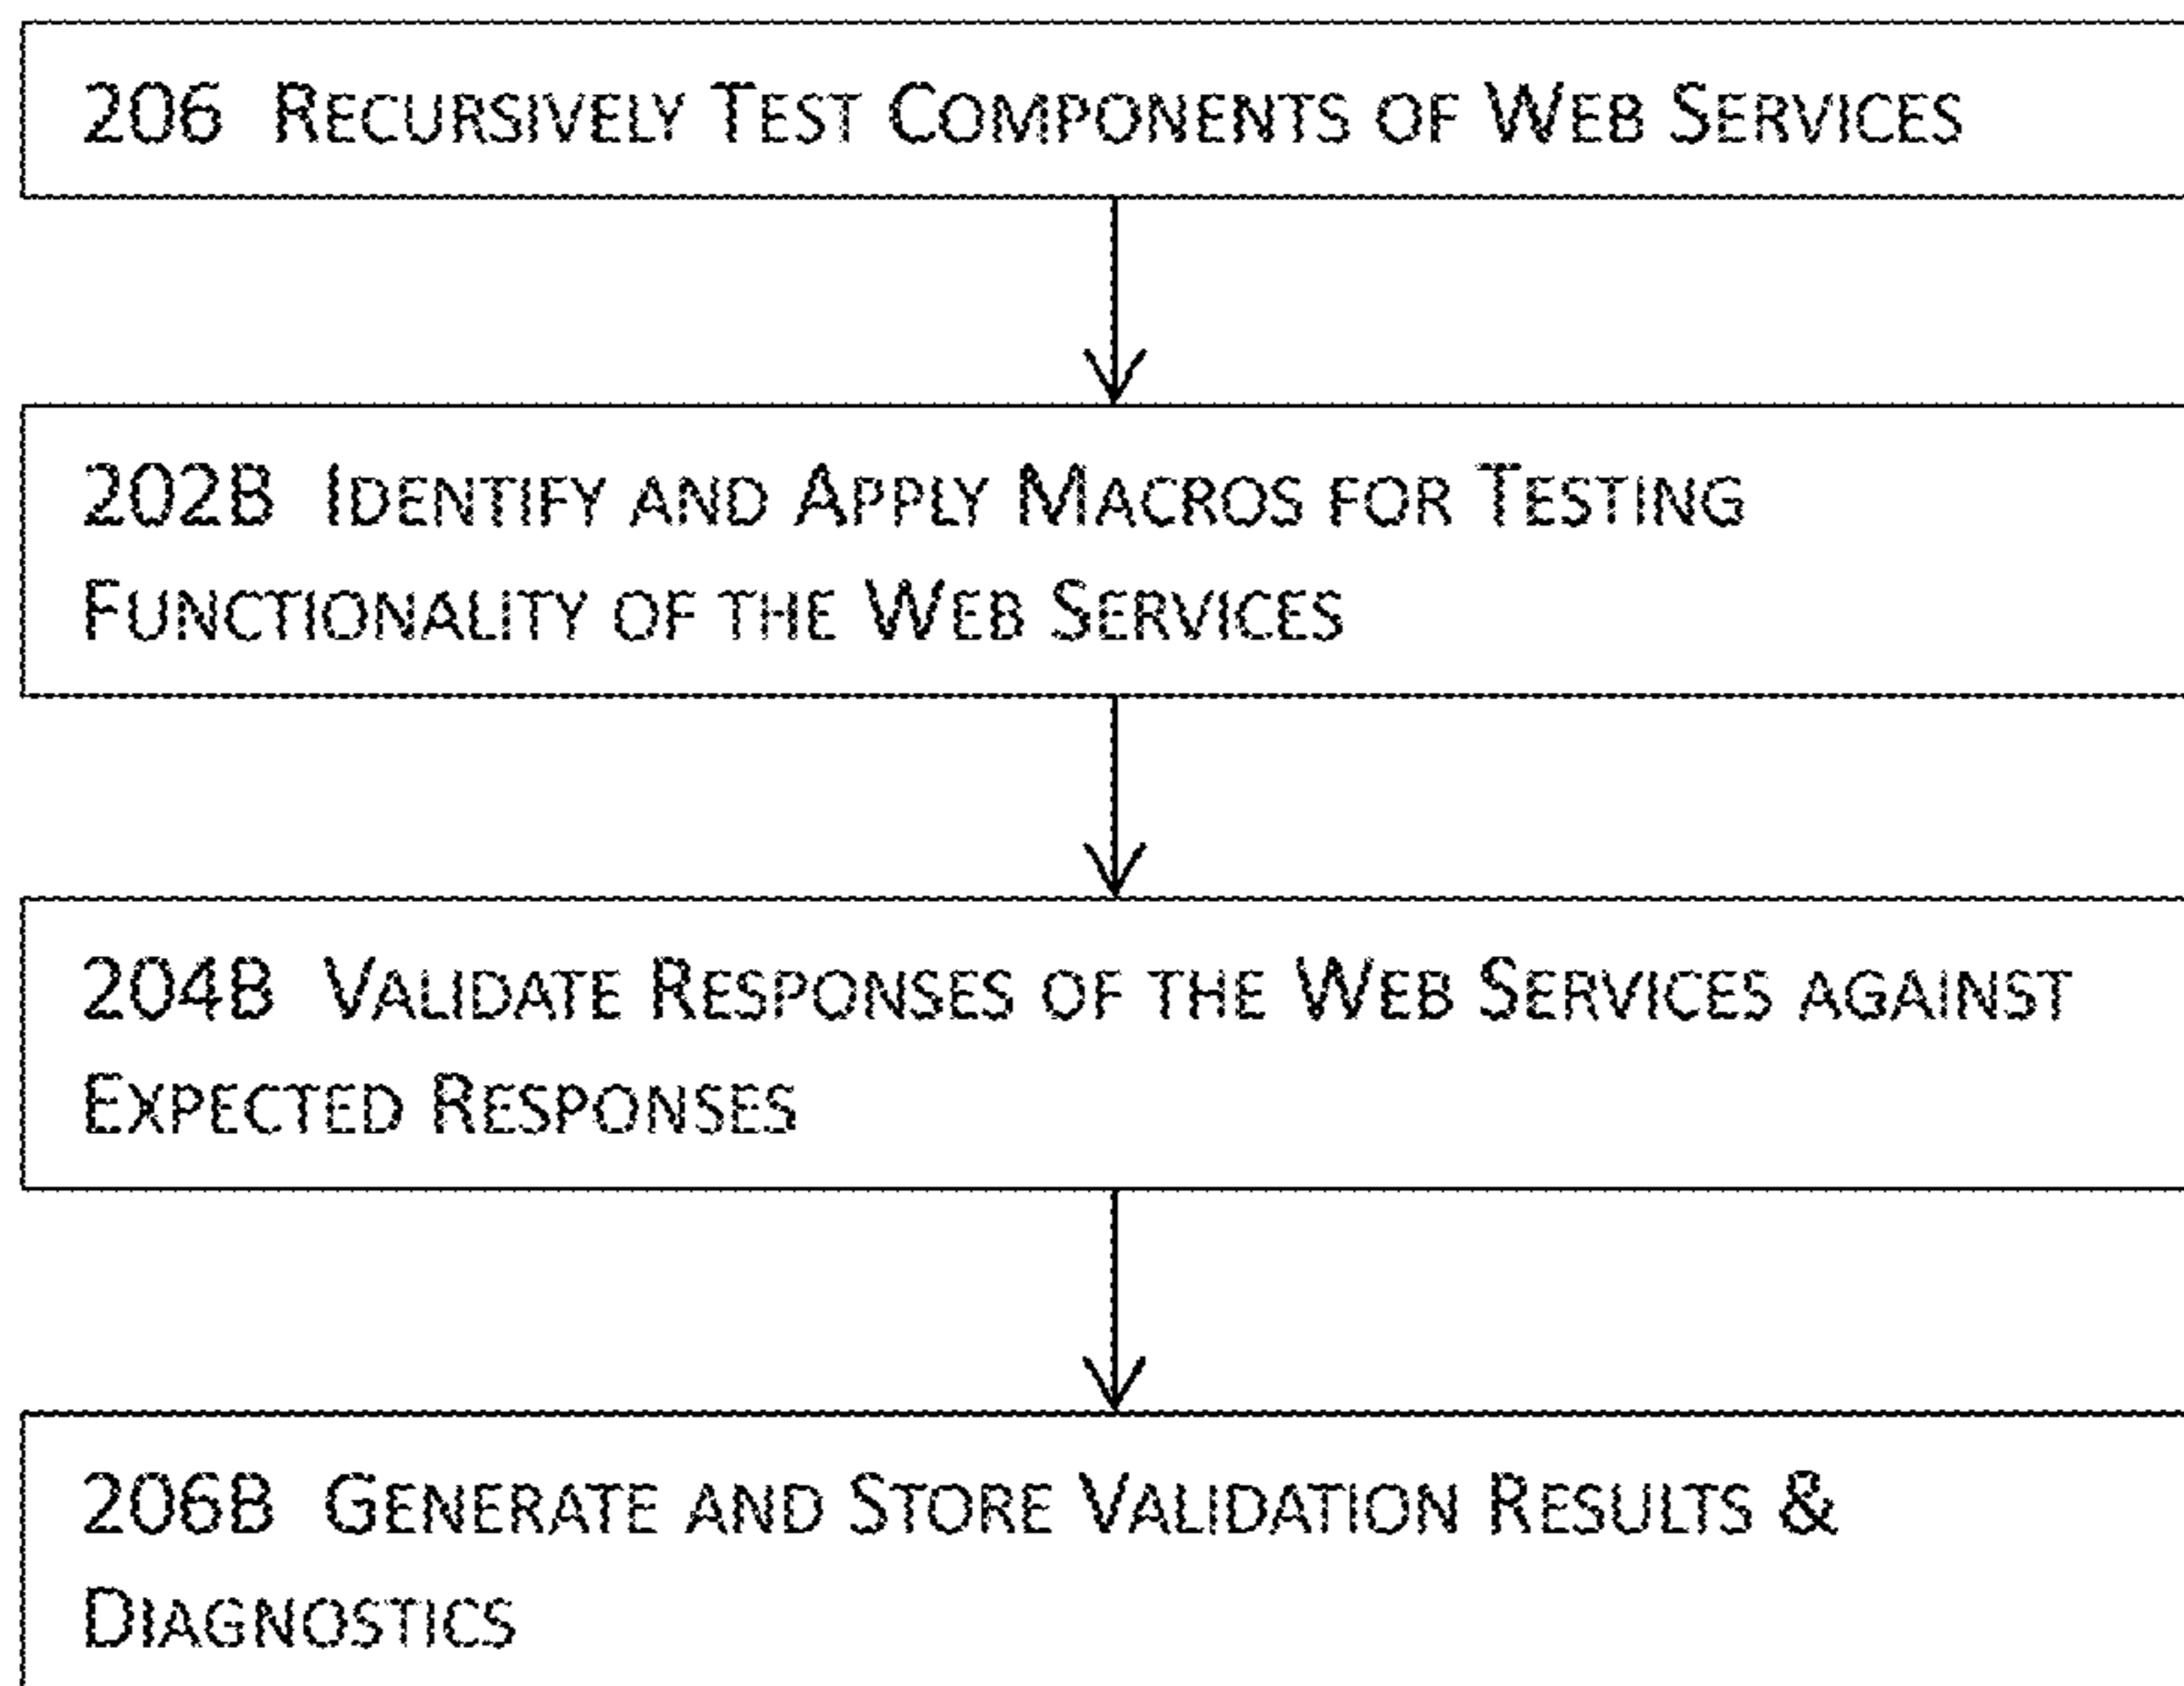 206 Recursively Test Components of Web Services
202B Identify and Apply Macros for Testing
Functionality of the Web Services
204B Validate Responses of the Web Services against
Expected Responses
206B Generate and Store Validation Results &
Diagnostics